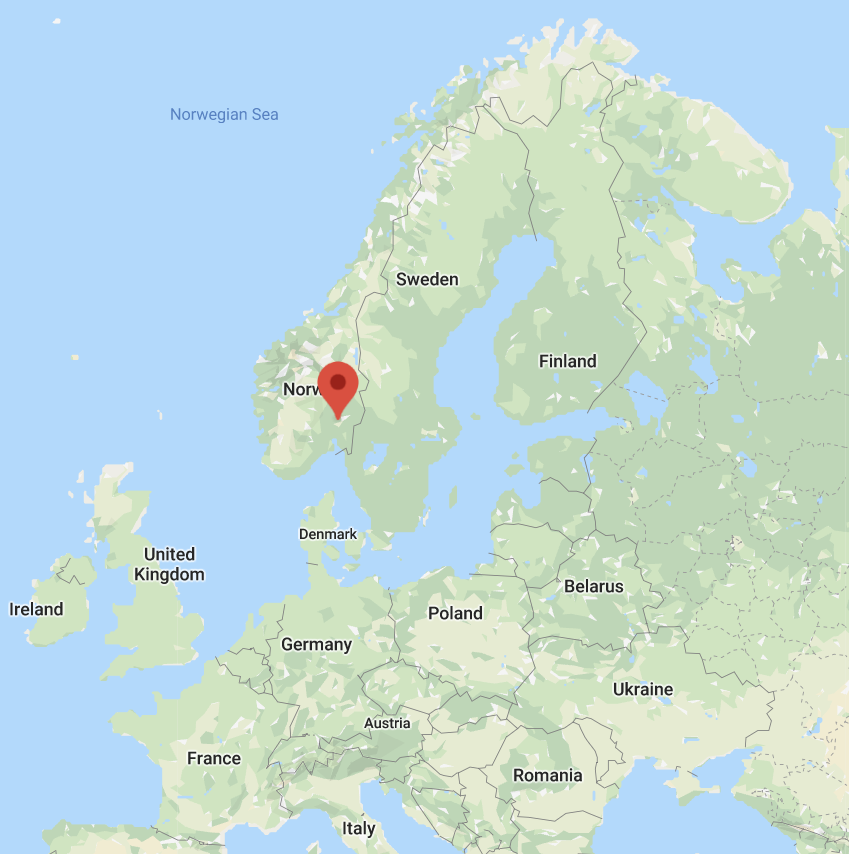 Norwegian Sea
Sweden
Finland
Norw
Denmark
United
Kingdom
Ireland
Belarus
Poland
Germany
Ukraine
Austria
France
Romania
Italy